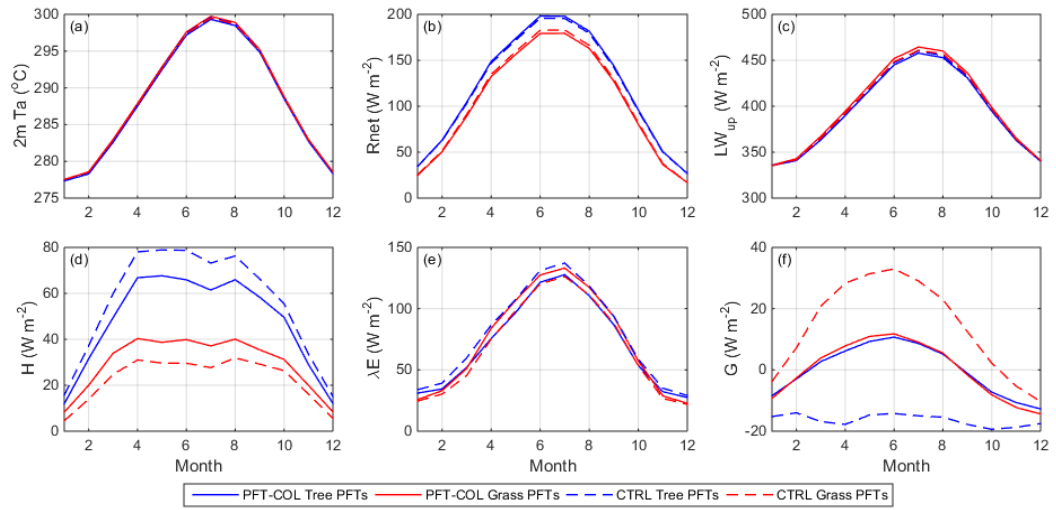 (a)
2m Ta (°C)
300
295
290
285
280
275
2 4 6 8 10 12
(b)
Rnet (W m-2)
200
150
100
50
0
2 4 6 8 10 12
(c)
LWup (W m-2)
500
450
400
350
300
2 4 6 8 10 12
(d)
H (W m-2)
80
60
40
20
0
2 4 6 8 10 12
Month
(e)
λE (W m-2)
150
100
50
0
2 4 6 8 10 12
Month
(f)
G (W m-2)
40
20
0
-20
2 4 6 8 10 12
Month
PFT-COL Tree PFTs PFT-COL Grass PFTs CTRL Tree PFTs CTRL Grass PFTs